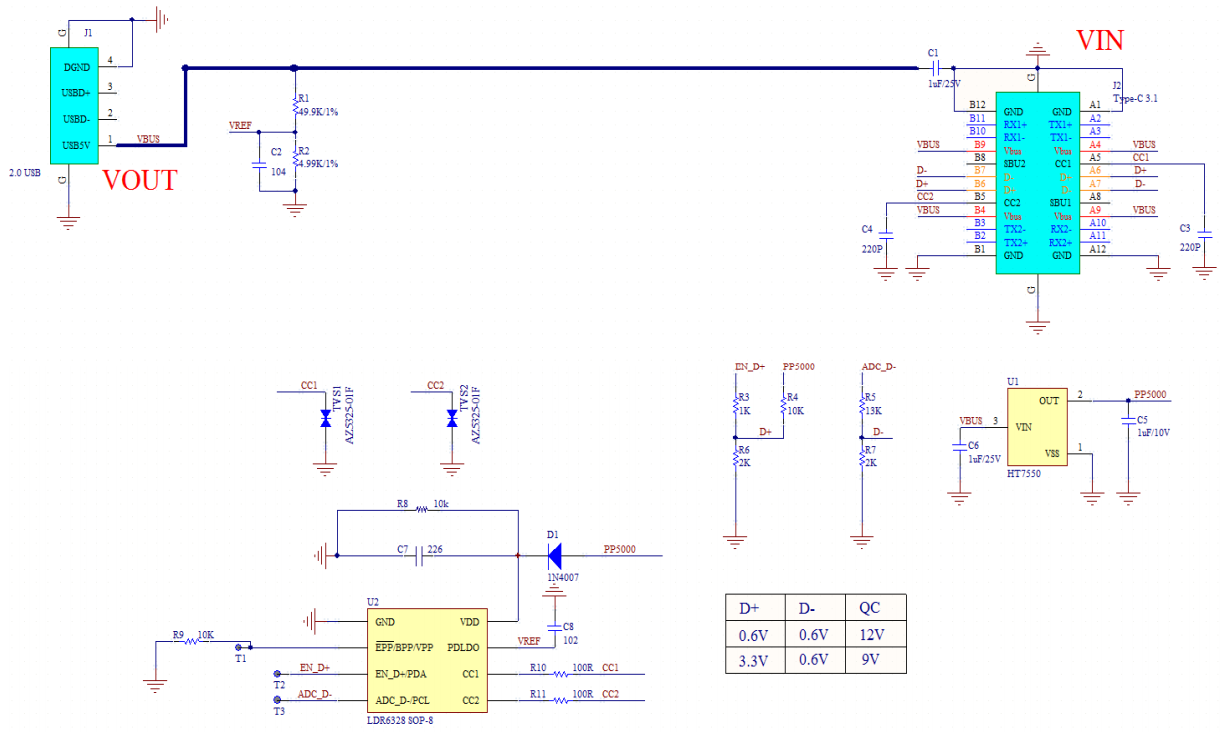 VIN
G
J1
C1
1uF/25V
G
J2
Type-C 3.1
DGND 4
USBD+ 3
USBD- 2
USB5V 1
VBUS
2.0 USB
G
VOUT
R1
49.9K/1%
VREF
C2
104
R2
4.99K/1%
B12 GND GND A1
B11 RX1+ TX1+ A2
B10 RX1- TX1- A3
VBUS B9 Vbus Vbus A4 VBUS
B8 SBU2 CC1 A5 CC1
D- B7 D- D+ A6 D+
D+ B6 D+ D- A7 D-
CC2 B5 CC2 SBU1 A8
VBUS B4 Vbus Vbus A9 VBUS
B3 TX2- RX2- A10
B2 TX2+ RX2+ A11
B1 GND GND A12
C4
220P
C3
220P
G
CC1
TVS1
AZ5325-01F
CC2
TVS2
AZ5325-01F
EN_D+ PP5000
R3
1K
R4
10K
D+
R6
2K
ADC_D-
R5
13K
D-
R7
2K
U1
OUT 2 PP5000
VBUS 3 VIN
VSS 1
C6
1uF/25V
C5
1uF/10V
HT7550
R8 10k
C7 226
D1
PP5000
1N4007
U2
GND VDD
EPP/BPP/VPP PDLDO
EN_D+/PDA CC1
ADC_D-/PCL CC2
LDR6328 SOP-8
R9 10K
T1
EN_D+
T2
ADC_D-
T3
VREF
C8
102
R10 100R CC1
R11 100R CC2
D+ D- QC
0.6V 0.6V 12V
3.3V 0.6V 9V